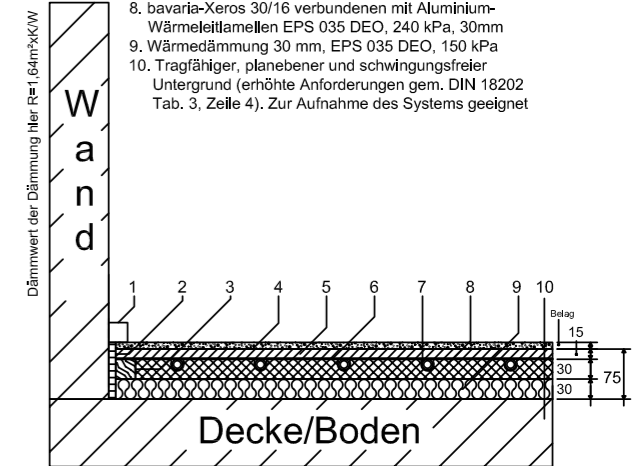 8. bavaria-Xeros 30/16 verbundenen mit Aluminium-
Wärmeleitlamellen EPS 035 DEO, 240 kPa, 30mm
9. Wärmedämmung 30 mm, EPS 035 DEO, 150 kPa
10. Tragfähiger, planebener und schwingungsfreier
Untergrund (erhöhte Anforderungen gem. DIN 18202
Tab. 3, Zeile 4). Zur Aufnahme des Systems geeignet
Dämmwert der Dämmung hier R=1,64m²xK/W
Wand
1 2 3 4 5 6 7 8 9 10
Belag
15
30
75
30
Decke/Boden